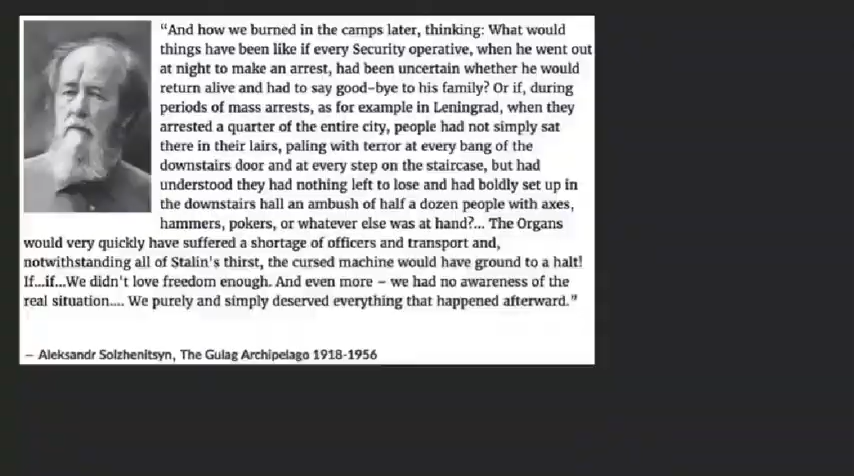 “And how we burned in the camps later, thinking: What would
things have been like if every Security operative, when he went out
at night to make an arrest, had been uncertain whether he would
return alive and had to say good-bye to his family? Or if, during
periods of mass arrests, as for example in Leningrad, when they
arrested a quarter of the entire city, people had not simply sat
there in their lairs, paling with terror at every bang of the
downstairs door and at every step on the staircase, but had
understood they had nothing left to lose and had boldly set up in
the downstairs hall an ambush of half a dozen people with axes,
hammers, pokers, or whatever else was at hand?... The Organs
would very quickly have suffered a shortage of officers and transport and,
notwithstanding all of Stalin's thirst, the cursed machine would have ground to a halt!
If...if...We didn't love freedom enough. And even more – we had no awareness of the
real situation.... We purely and simply deserved everything that happened afterward.”
— Aleksandr Solzhenitsyn, The Gulag Archipelago 1918-1956